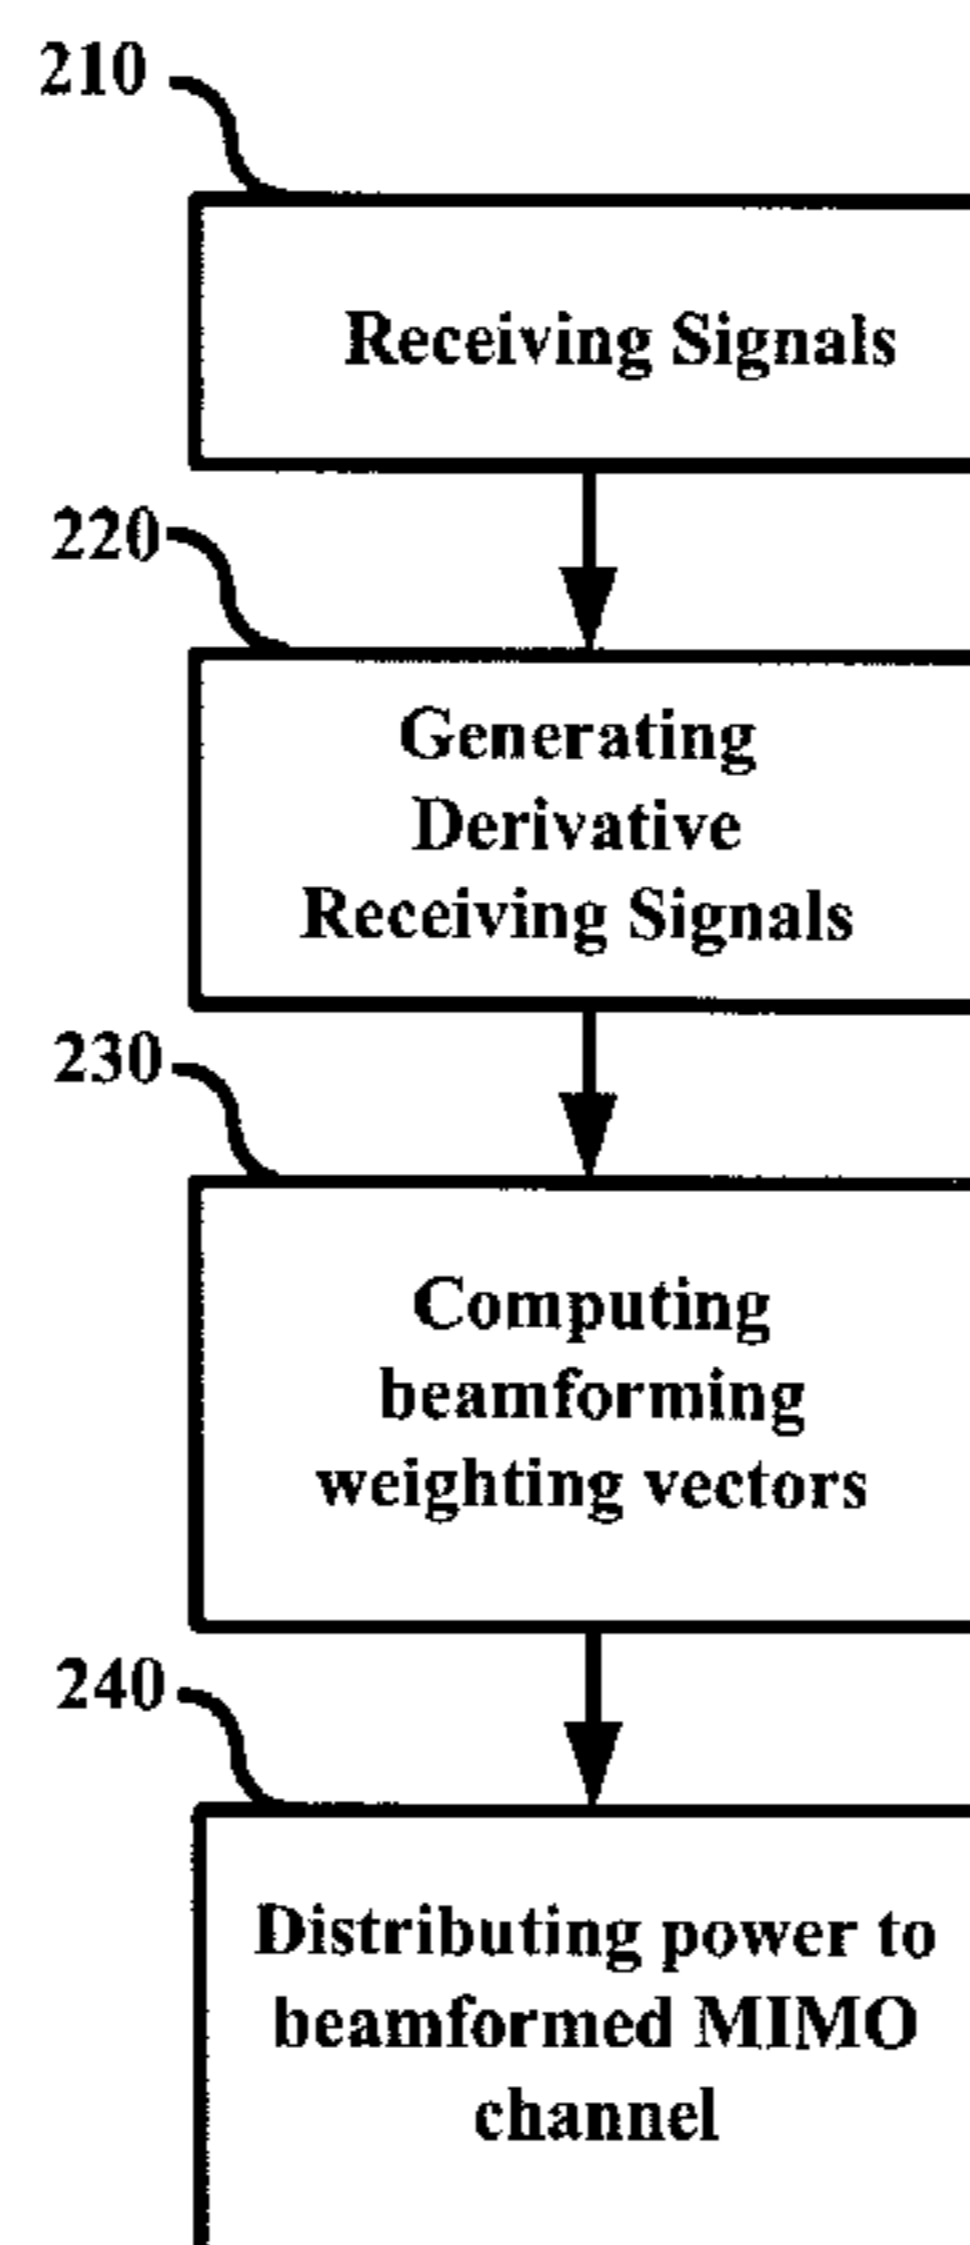 210
Receiving Signals
220
Generating
Derivative
Receiving Signals
230
Computing
beamforming
weighting vectors
240
Distributing power to
beamformed MIMO
channel